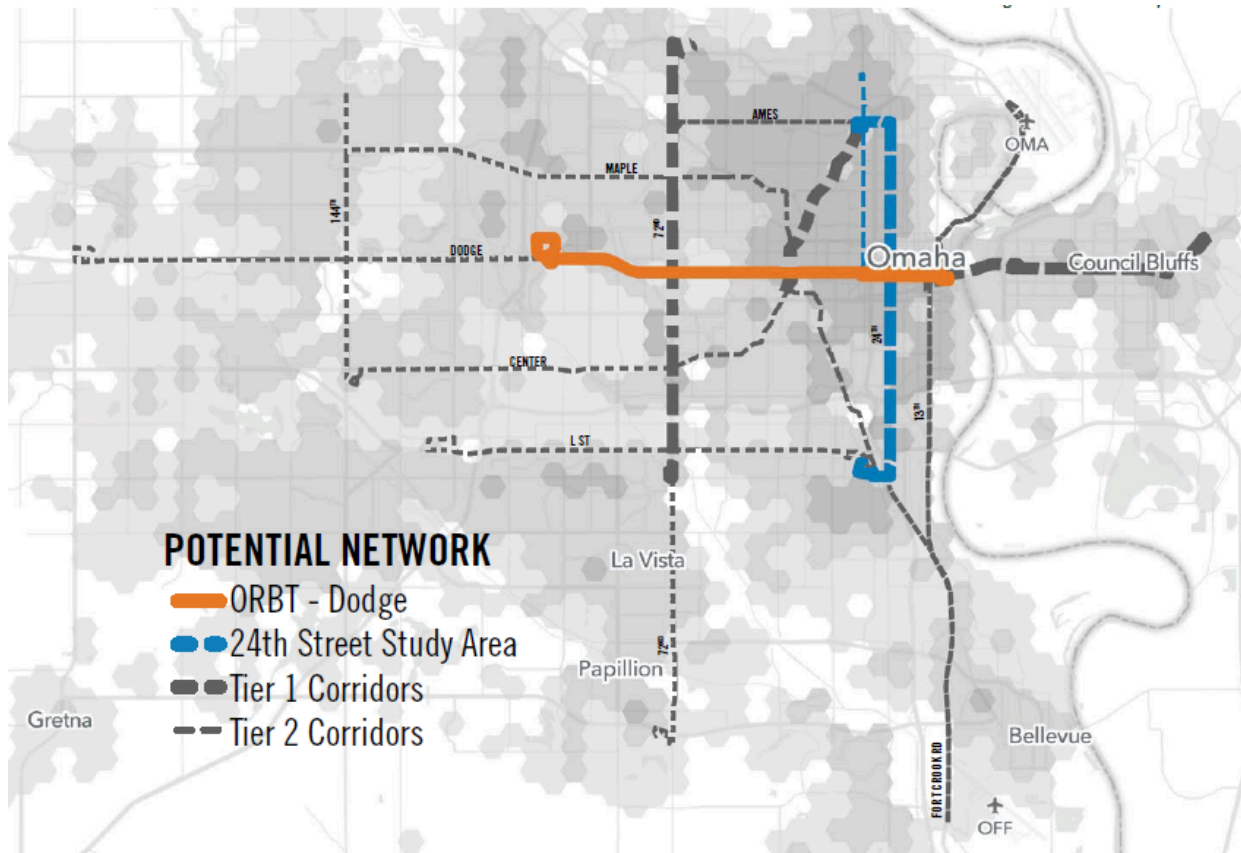 AMES
OMA
MAPLE
144TH
72ND
DODGE
Omaha
Council Bluffs
24TH
CENTER
13TH
L ST
POTENTIAL NETWORK
ORBT - Dodge
24th Street Study Area
Tier 1 Corridors
Tier 2 Corridors
La Vista
72ND
Papillion
Gretna
Bellevue
FORT CROOK RD
OFF